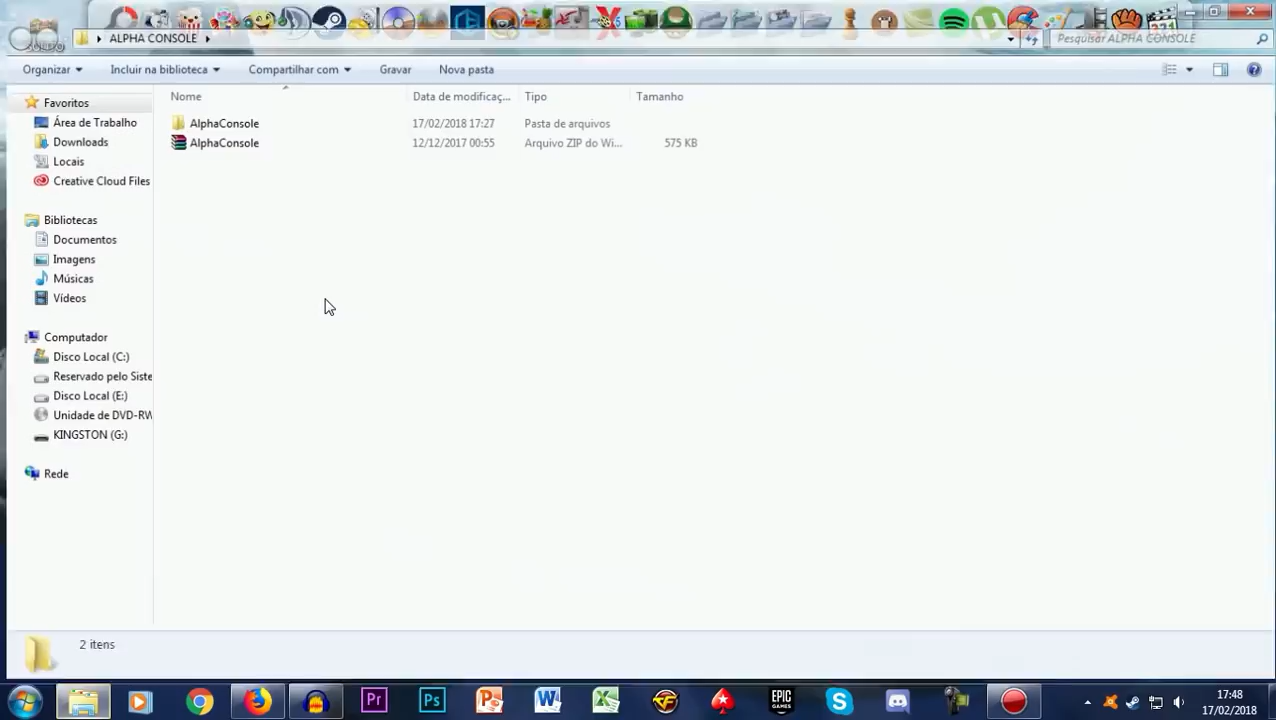 ALPHA CONSOLE
Pesquisar ALPHA CONSOLE
Organizar
Incluir na biblioteca
Compartilhar com
Gravar
Nova pasta
Nome
Data de modificaç...
Tipo
Tamanho
AlphaConsole
17/02/2018 17:27
Pasta de arquivos
AlphaConsole
12/12/2017 00:55
Arquivo ZIP do Wi...
575 KB
Favoritos
Área de Trabalho
Downloads
Locais
Creative Cloud Files
Bibliotecas
Documentos
Imagens
Músicas
Vídeos
Computador
Disco Local (C:)
Reservado pelo Siste
Disco Local (E:)
Unidade de DVD-RW
KINGSTON (G:)
Rede
2 itens
Pr
Ps
EPIC
GAMES
17:48
17/02/2018